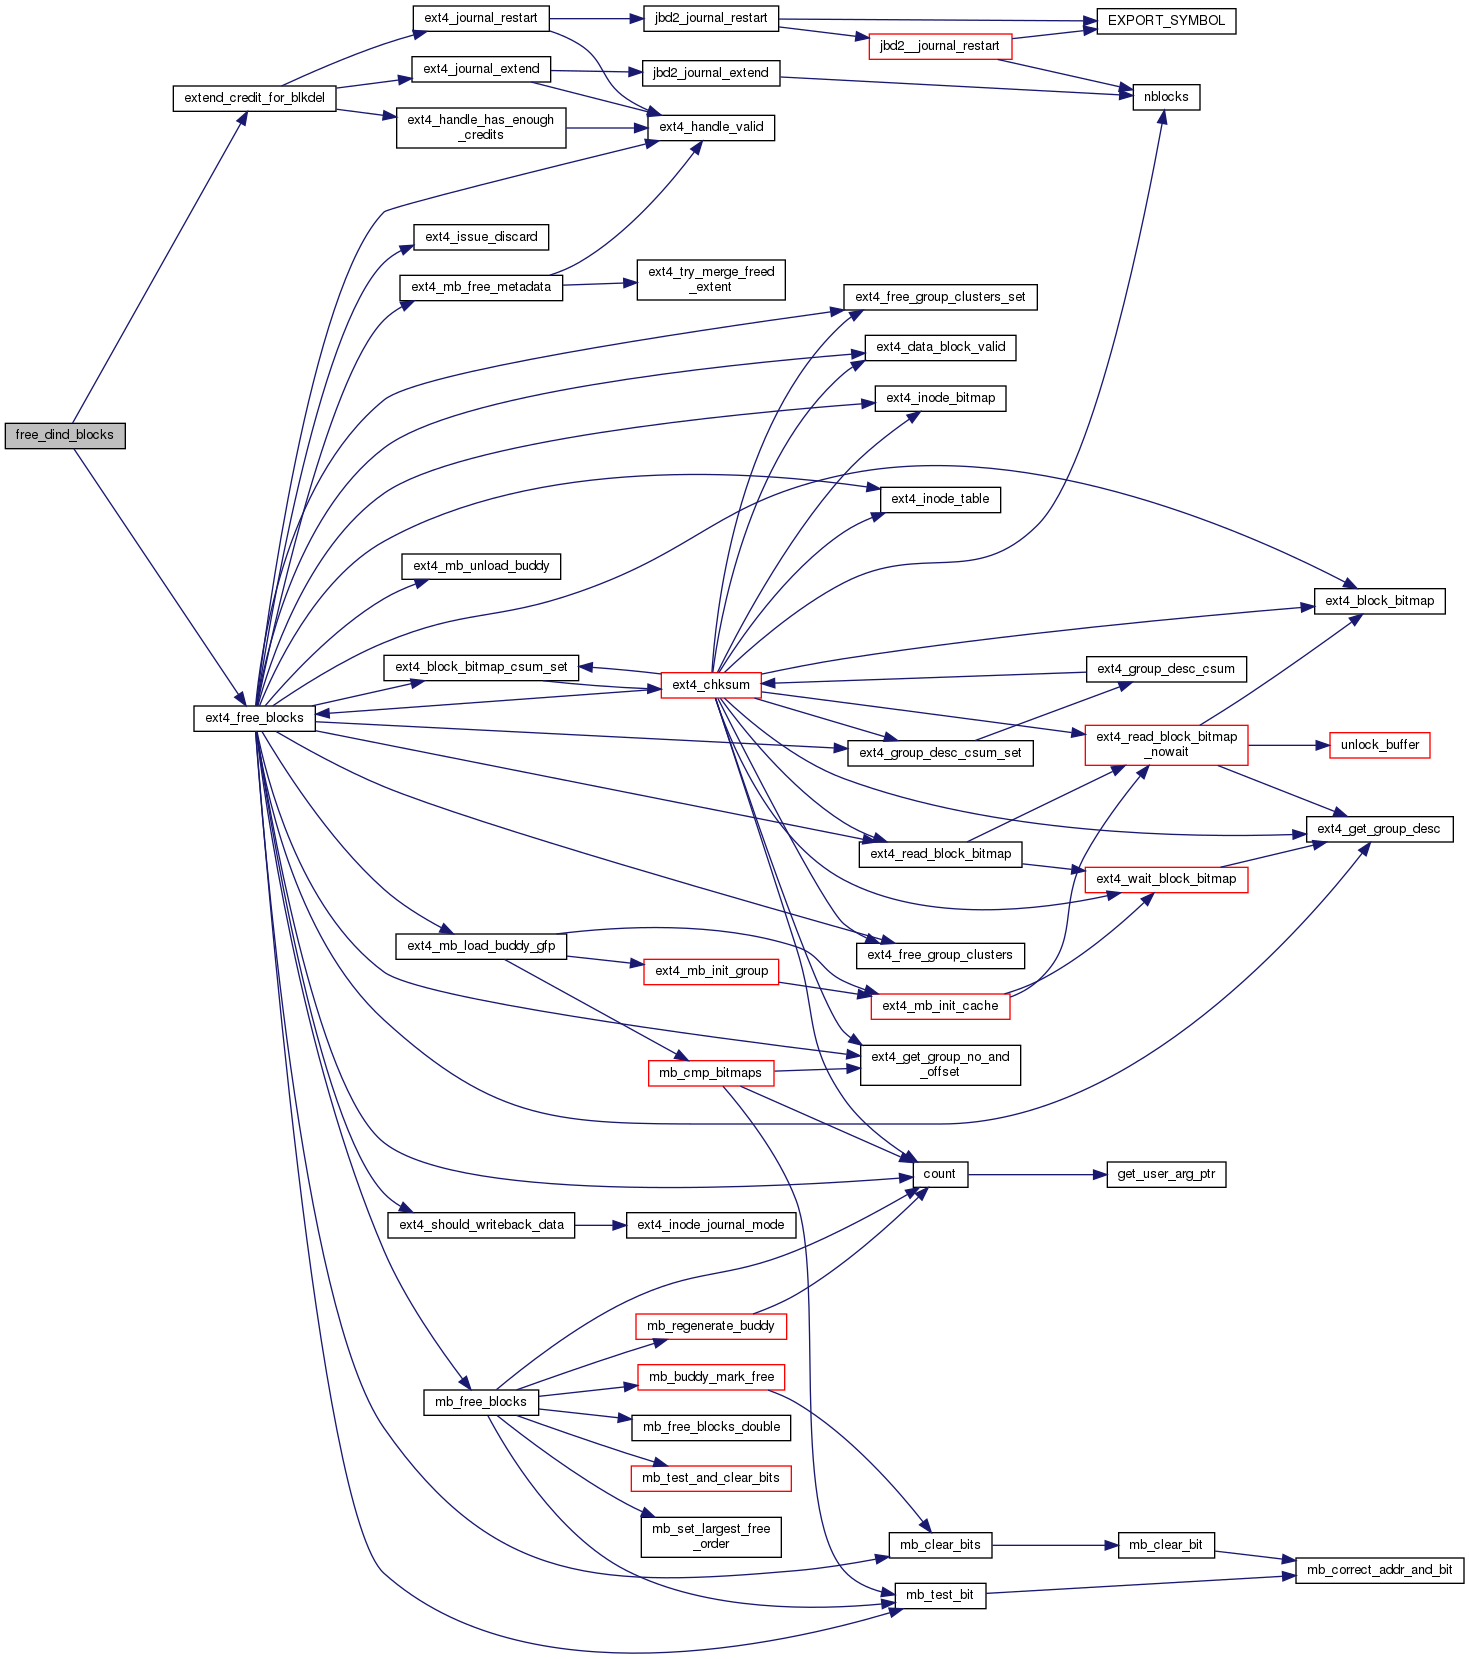 ext4_journal_restart
jbd2_journal_restart
EXPORT_SYMBOL
jbd2__journal_restart
ext4_journal_extend
jbd2_journal_extend
nblocks
extend_credit_for_blkdel
ext4_handle_has_enough
_credits
ext4_handle_valid
ext4_issue_discard
ext4_mb_free_metadata
ext4_try_merge_freed
_extent
ext4_free_group_clusters_set
ext4_data_block_valid
ext4_inode_bitmap
free_dind_blocks
ext4_inode_table
ext4_mb_unload_buddy
ext4_block_bitmap
ext4_block_bitmap_csum_set
ext4_group_desc_csum
ext4_chksum
ext4_free_blocks
ext4_group_desc_csum_set
ext4_read_block_bitmap
_nowait
unlock_buffer
ext4_get_group_desc
ext4_read_block_bitmap
ext4_wait_block_bitmap
ext4_mb_load_buddy_gfp
ext4_free_group_clusters
ext4_mb_init_group
ext4_mb_init_cache
ext4_get_group_no_and
_offset
mb_cmp_bitmaps
count
get_user_arg_ptr
ext4_should_writeback_data
ext4_inode_journal_mode
mb_regenerate_buddy
mb_buddy_mark_free
mb_free_blocks
mb_free_blocks_double
mb_test_and_clear_bits
mb_set_largest_free
_order
mb_clear_bits
mb_clear_bit
mb_correct_addr_and_bit
mb_test_bit